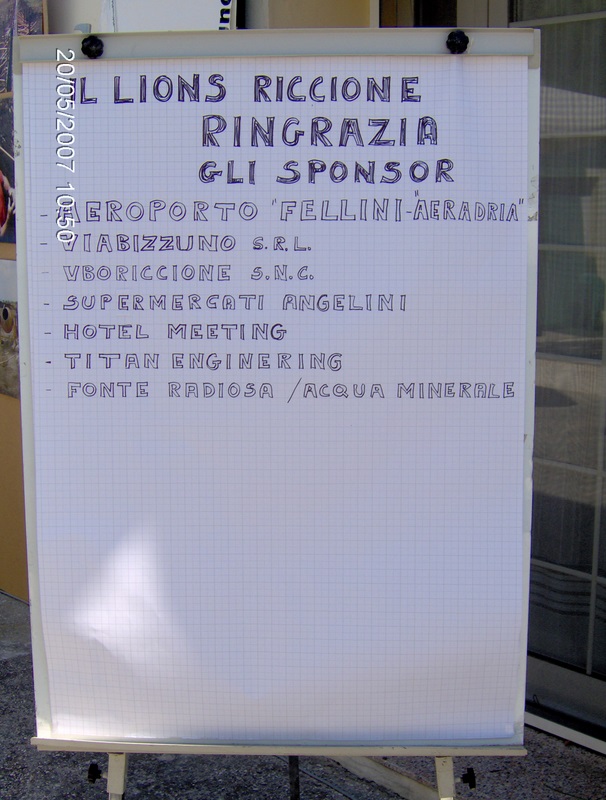 IL LIONS RICCIONE
RINGRAZIA
GLI SPONSOR
- AEROPORTO "FELLINI-"AERADRIA"
- VIABIZZUNO S.R.L.
- VBORICCIONE S.N.C.
- SUPERMERCATI ANGELINI
- HOTEL MEETING
- TITAN ENGINERING
- FONTE RADIOSA /ACQUA MINERALE
20/05/2007 10:50